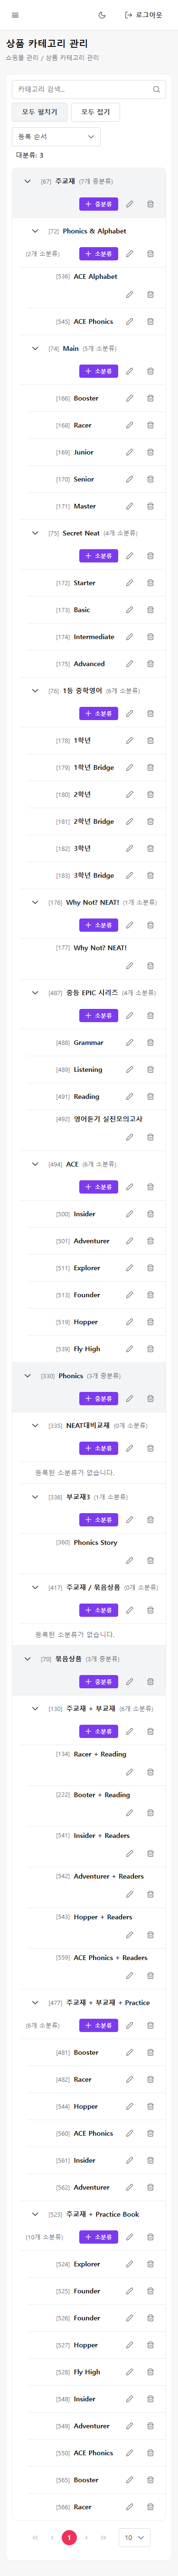 로그아웃
상품 카테고리 관리
쇼핑몰 관리 / 상품 카테고리 관리
카테고리 검색...
모두 펼치기 모두 접기
등록 순서
대분류: 3
[67] 주교재 (7개 중분류)
+ 중분류
[72] Phonics & Alphabet
(2개 소분류) + 소분류
[536] ACE Alphabet
[545] ACE Phonics
[74] Main (5개 소분류)
+ 소분류
[166] Booster
[168] Racer
[169] Junior
[170] Senior
[171] Master
[75] Secret Neat (4개 소분류)
+ 소분류
[172] Starter
[173] Basic
[174] Intermediate
[175] Advanced
[76] 1등 중학영어 (6개 소분류)
+ 소분류
[178] 1학년
[179] 1학년 Bridge
[180] 2학년
[181] 2학년 Bridge
[182] 3학년
[183] 3학년 Bridge
[176] Why Not? NEAT! (1개 소분류)
+ 소분류
[177] Why Not? NEAT!
[487] 중등 EPIC 시리즈 (4개 소분류)
+ 소분류
[488] Grammar
[489] Listening
[491] Reading
[492] 영어듣기 실전모의고사
[494] ACE (6개 소분류)
+ 소분류
[500] Insider
[501] Adventurer
[511] Explorer
[513] Founder
[519] Hopper
[539] Fly High
[330] Phonics (3개 중분류)
+ 중분류
[335] NEAT대비교재 (0개 소분류)
+ 소분류
등록된 소분류가 없습니다.
[336] 부교재3 (1개 소분류)
+ 소분류
[360] Phonics Story
[417] 주교재 / 묶음상품 (0개 소분류)
+ 소분류
등록된 소분류가 없습니다.
[70] 묶음상품 (3개 중분류)
+ 중분류
[130] 주교재 + 부교재 (6개 소분류)
+ 소분류
[134] Racer + Reading
[222] Booter + Reading
[541] Insider + Readers
[542] Adventurer + Readers
[543] Hopper + Readers
[559] ACE Phonics + Readers
[477] 주교재 + 부교재 + Practice
(6개 소분류) + 소분류
[481] Booster
[482] Racer
[544] Hopper
[560] ACE Phonics
[561] Insider
[562] Adventurer
[523] 주교재 + Practice Book
(10개 소분류) + 소분류
[524] Explorer
[525] Founder
[526] Founder
[527] Hopper
[528] Fly High
[548] Insider
[549] Adventurer
[550] ACE Phonics
[565] Booster
[566] Racer
1 10